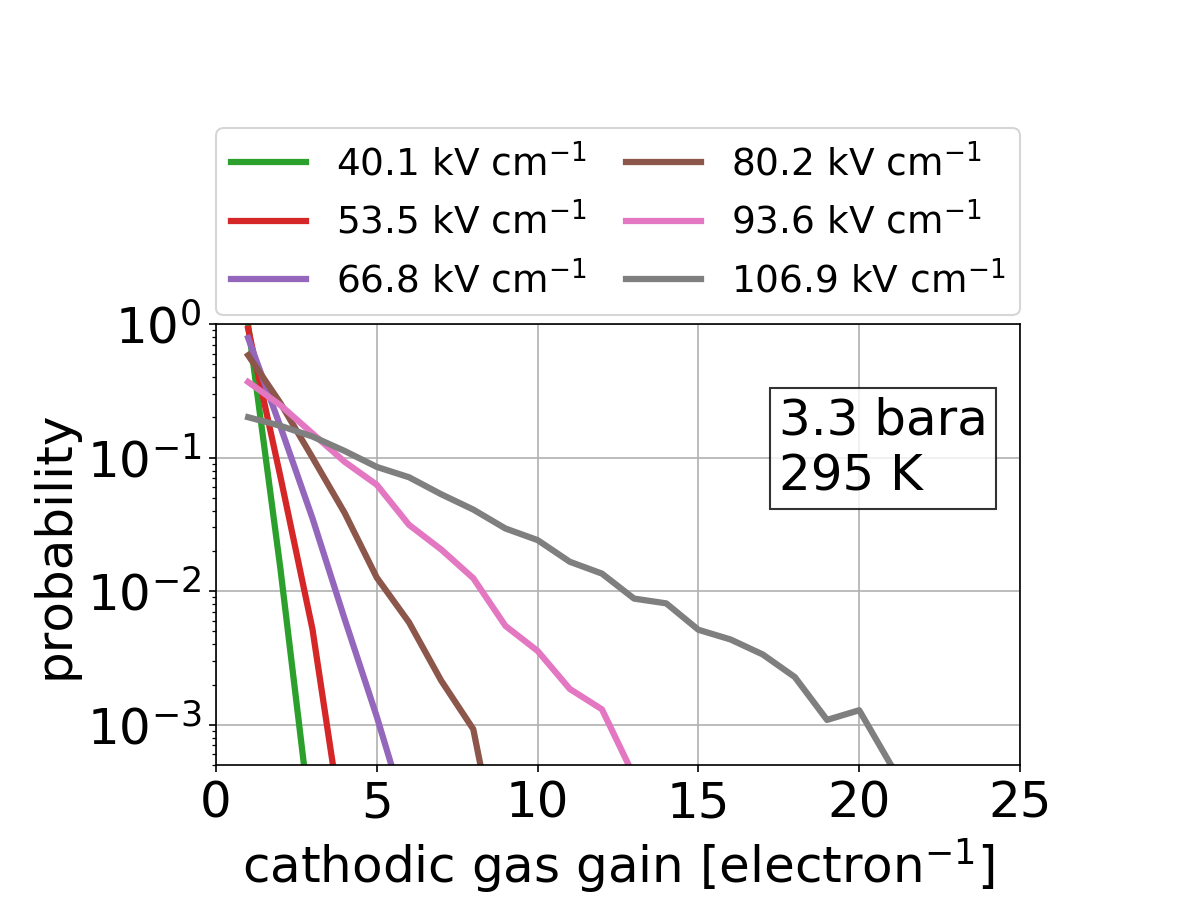 40.1 kV cm⁻¹ 80.2 kV cm⁻¹
53.5 kV cm⁻¹ 93.6 kV cm⁻¹
66.8 kV cm⁻¹ 106.9 kV cm⁻¹
10⁰
10⁻¹
10⁻²
10⁻³
probability
3.3 bara
295 K
0 5 10 15 20 25
cathodic gas gain [electron⁻¹]